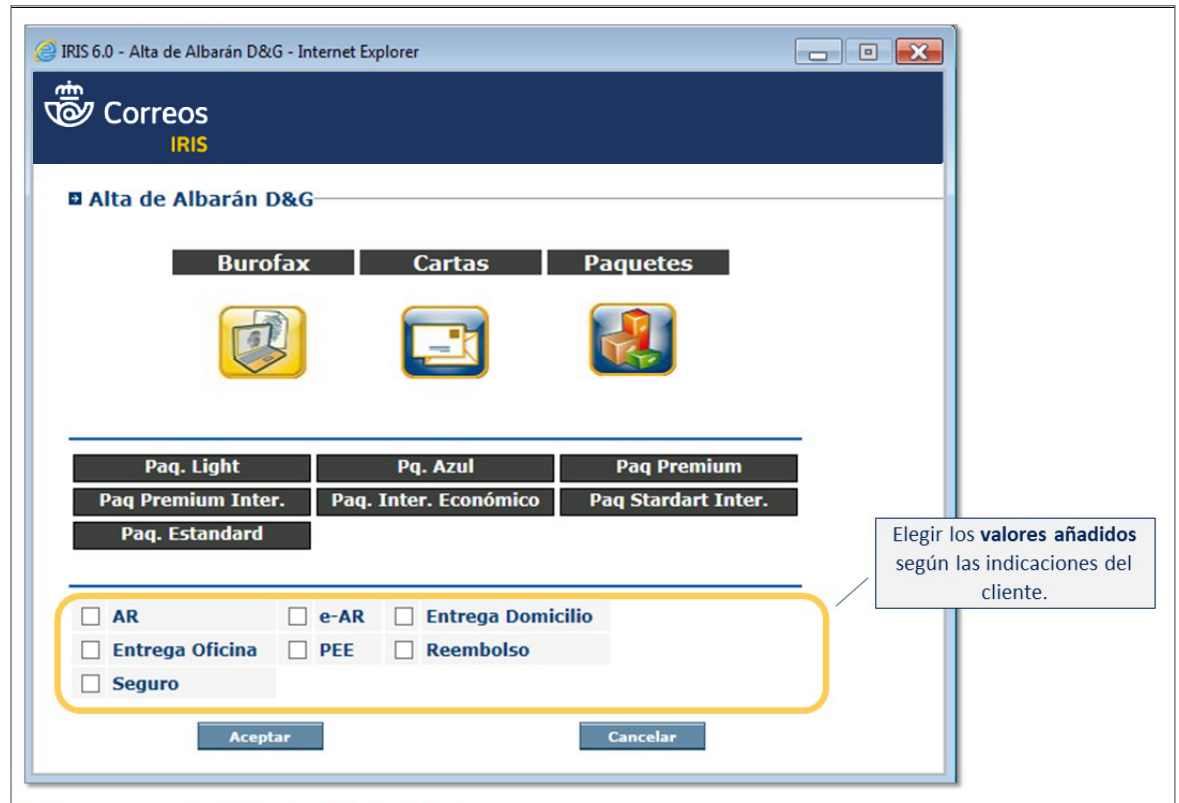 IRIS 6.0 - Alta de Albarán D&G - Internet Explorer
Correos
IRIS
Alta de Albarán D&G
Burofax Cartas Paquetes
Paq. Light Pq. Azul Paq Premium
Paq Premium Inter. Paq. Inter. Económico Paq Stardart Inter.
Paq. Estandard
Elegir los valores añadidos
según las indicaciones del
cliente.
AR e-AR Entrega Domicilio
Entrega Oficina PEE Reembolso
Seguro
Aceptar Cancelar